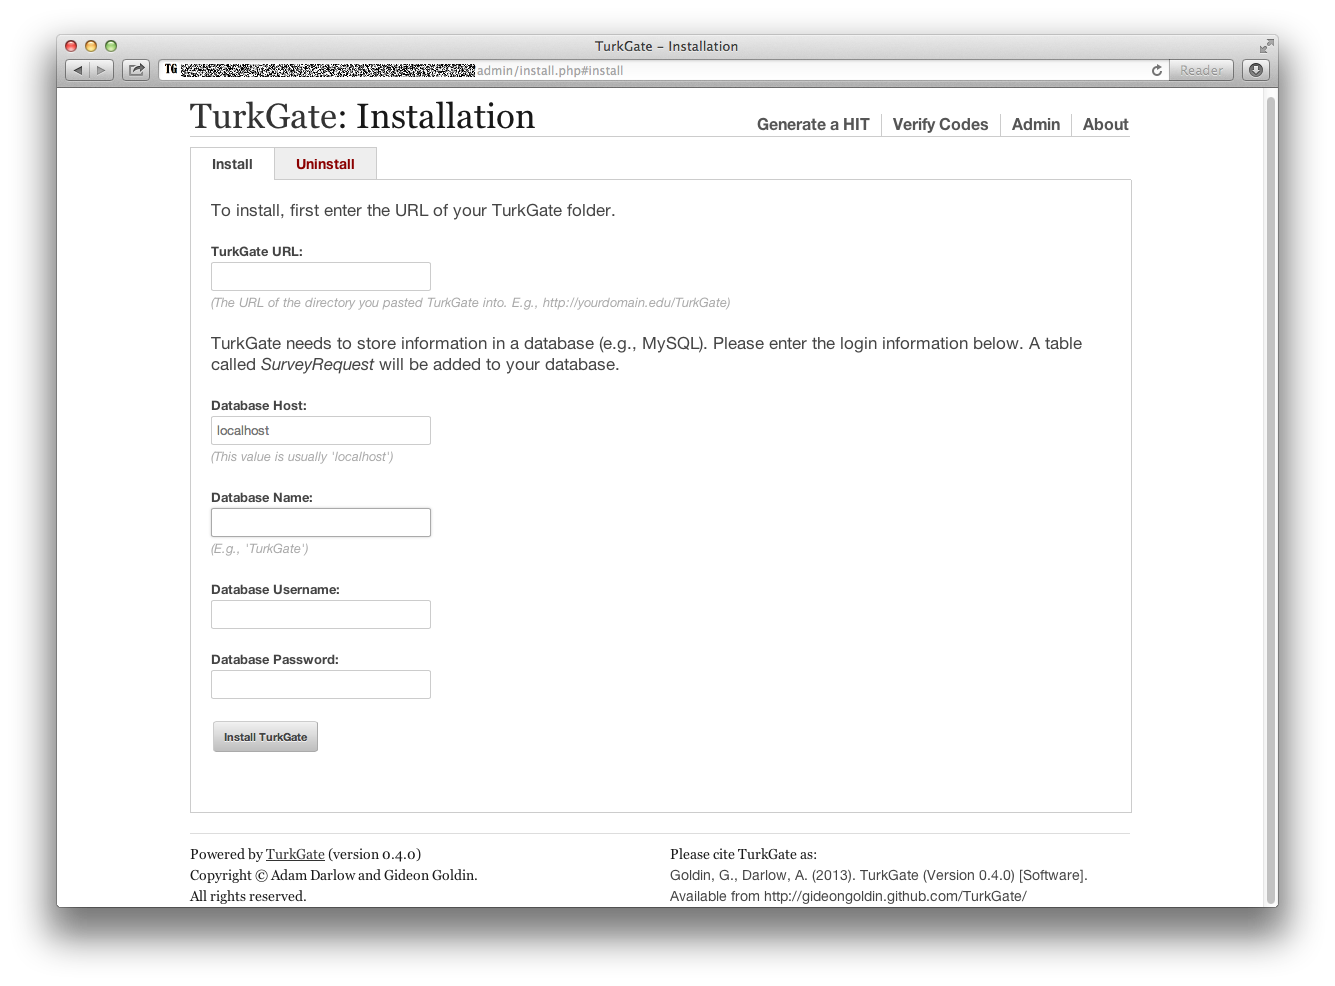 TurkGate – Installation
TG admin/install.php#install Reader
TurkGate: Installation
Generate a HIT Verify Codes Admin About
Install Uninstall
To install, first enter the URL of your TurkGate folder.
TurkGate URL:
(The URL of the directory you pasted TurkGate into. E.g., http://yourdomain.edu/TurkGate)
TurkGate needs to store information in a database (e.g., MySQL). Please enter the login information below. A table
called SurveyRequest will be added to your database.
Database Host:
localhost
(This value is usually 'localhost')
Database Name:
(E.g., 'TurkGate')
Database Username:
Database Password:
Install TurkGate
Powered by TurkGate (version 0.4.0)
Copyright © Adam Darlow and Gideon Goldin.
All rights reserved.
Please cite TurkGate as:
Goldin, G., Darlow, A. (2013). TurkGate (Version 0.4.0) [Software].
Available from http://gideongoldin.github.com/TurkGate/